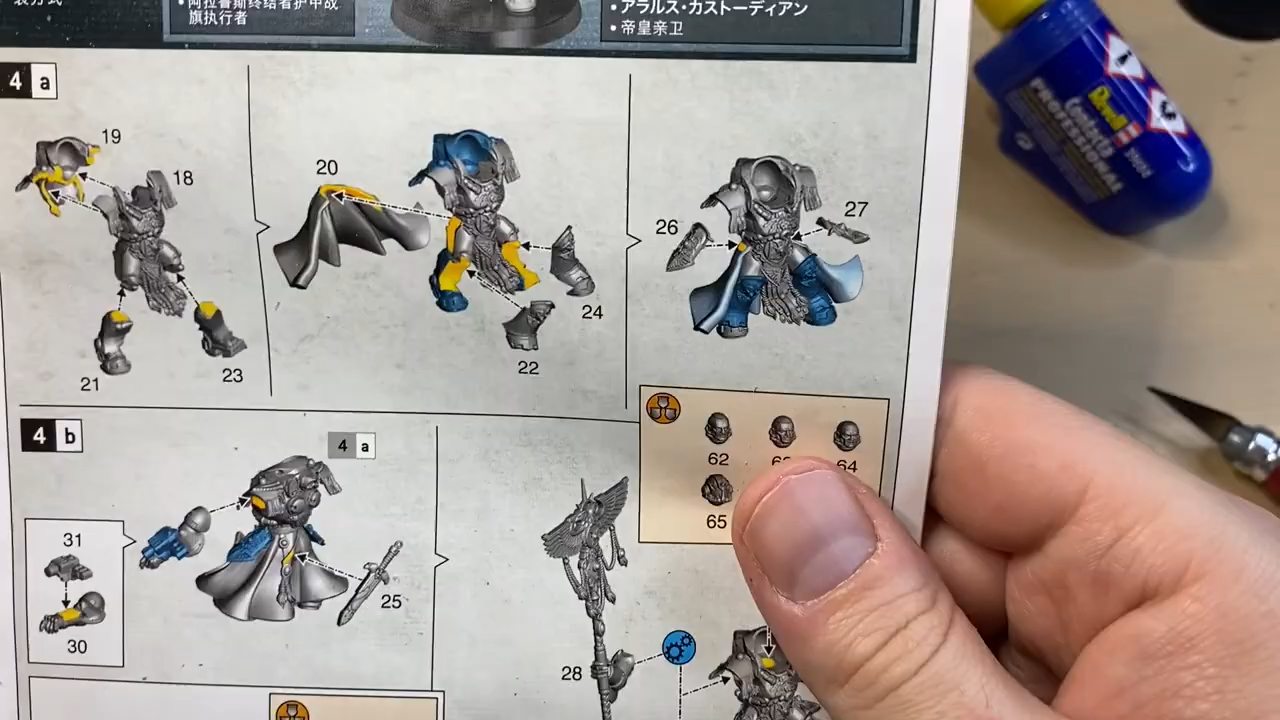 • 阿拉鲁斯终结者护甲战
旗执行者
• アラルス・カストーディアン
• 帝皇亲卫
4 a
19
18
20
26
27
24
22
21
23
4 b
4 a
62
64
65
31
30
25
28
Revell
Contacta
PROFESSIONAL
39604